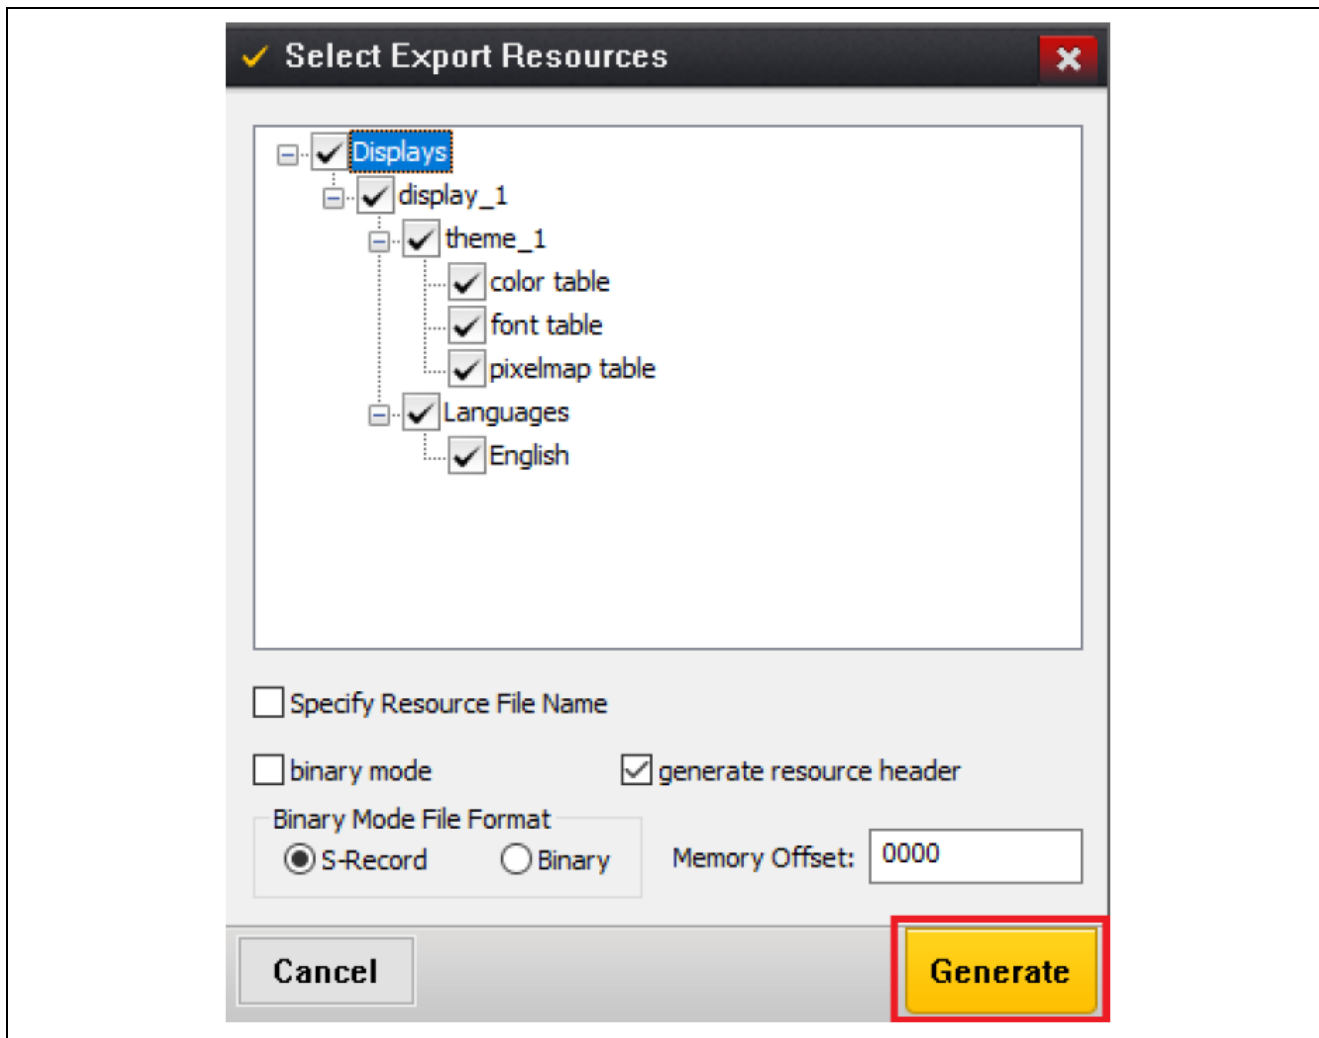 Select Export Resources
Displays
display_1
theme_1
color table
font table
pixelmap table
Languages
English
Specify Resource File Name
binary mode
generate resource header
Binary Mode File Format
S-Record
Binary
Memory Offset:
0000
Cancel
Generate